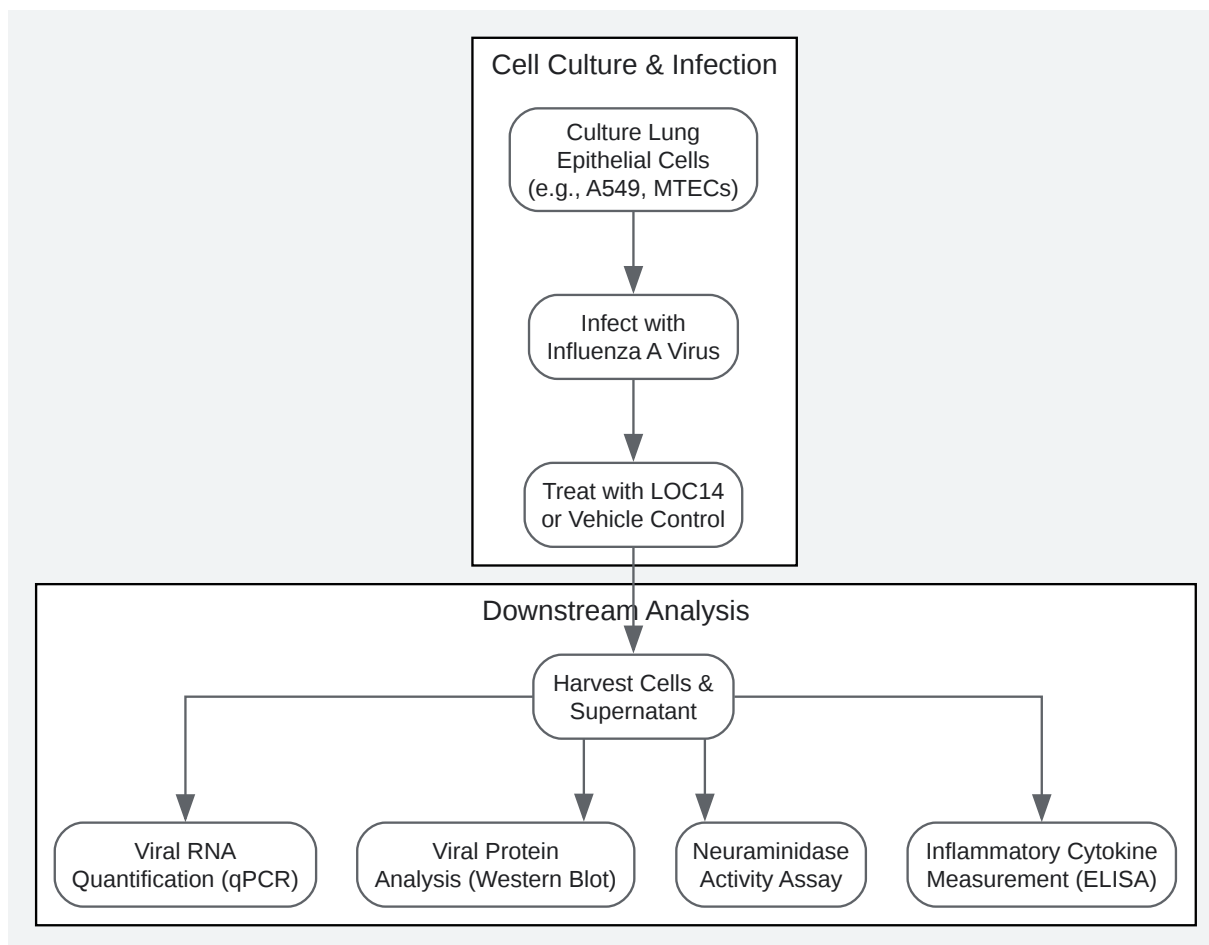 Cell Culture & Infection
Culture Lung
Epithelial Cells
(e.g., A549, MTECs)
Infect with
Influenza A Virus
Treat with LOC14
or Vehicle Control
Downstream Analysis
Harvest Cells &
Supernatant
Viral RNA
Quantification (qPCR)
Viral Protein
Analysis (Western Blot)
Neuraminidase
Activity Assay
Inflammatory Cytokine
Measurement (ELISA)